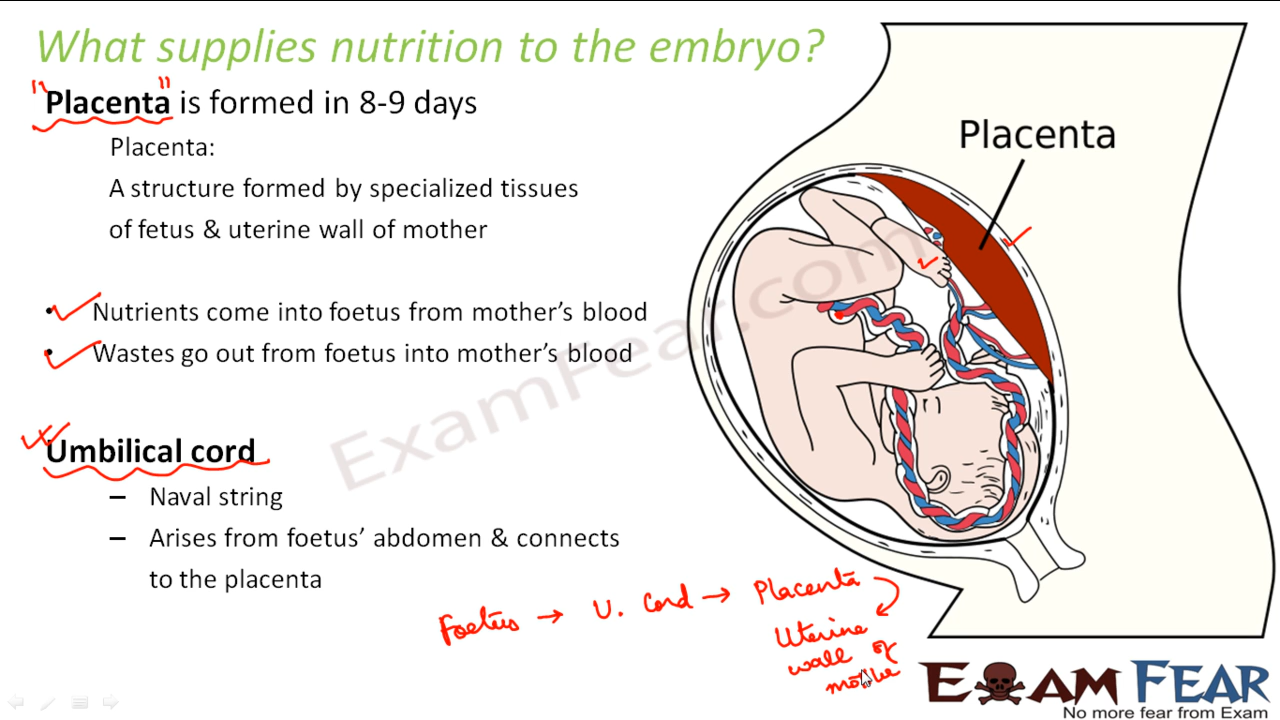 What supplies nutrition to the embryo?
"Placenta" is formed in 8-9 days
Placenta:
A structure formed by specialized tissues
of fetus & uterine wall of mother
• Nutrients come into foetus from mother's blood
• Wastes go out from foetus into mother's blood
Umbilical cord
– Naval string
– Arises from foetus' abdomen & connects
to the placenta
Placenta
ExamFear.com
Foetus → U. Cord → Placenta
Uterine
wall of
mother
EXAM FEAR
No more fear from Exam